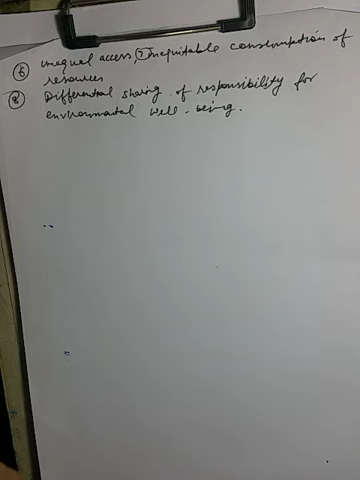 ⑥ unequal access ⑦ inequitable consumption of
resources
⑧ Differential sharing of responsibility for
environmental well-being.